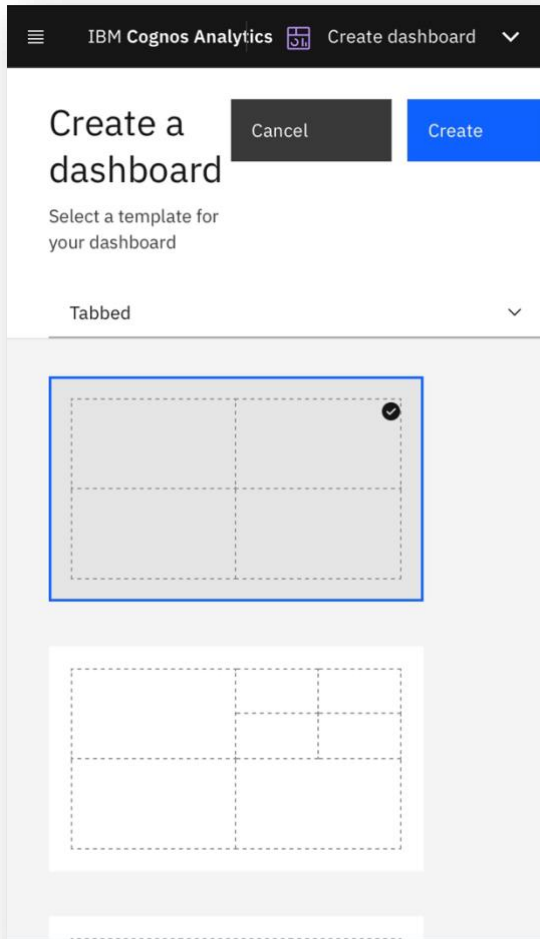 IBM Cognos Analytics Create dashboard
Create a
dashboard
Cancel
Create
Select a template for
your dashboard
Tabbed